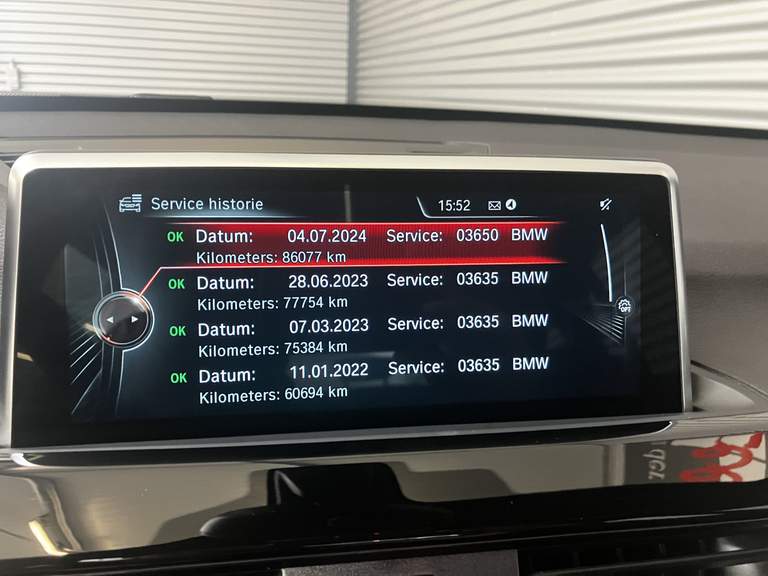 Service historie
15:52
OK Datum: 04.07.2024 Service: 03650 BMW
Kilometers: 86077 km
OK Datum: 28.06.2023 Service: 03635 BMW
Kilometers: 77754 km
OK Datum: 07.03.2023 Service: 03635 BMW
Kilometers: 75384 km
OK Datum: 11.01.2022 Service: 03635 BMW
Kilometers: 60694 km
OPT